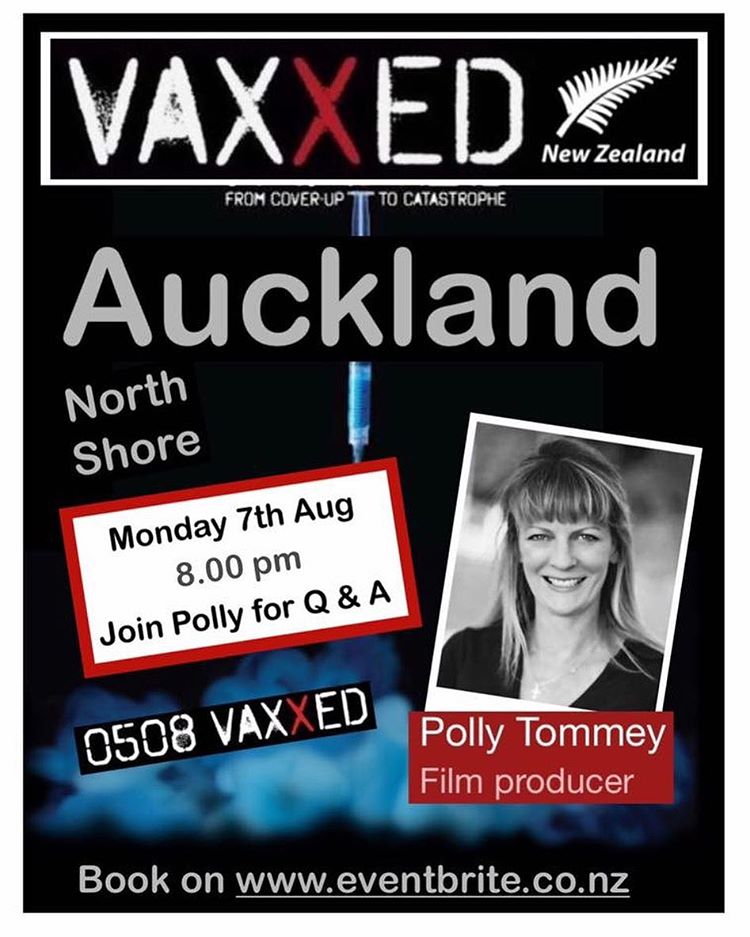 VAXXED
New Zealand
FROM COVER-UP TO CATASTROPHE
Auckland
North
Shore
Monday 7th Aug
8.00 pm
Join Polly for Q & A
0508 VAXXED
Polly Tommey
Film producer
Book on www.eventbrite.co.nz